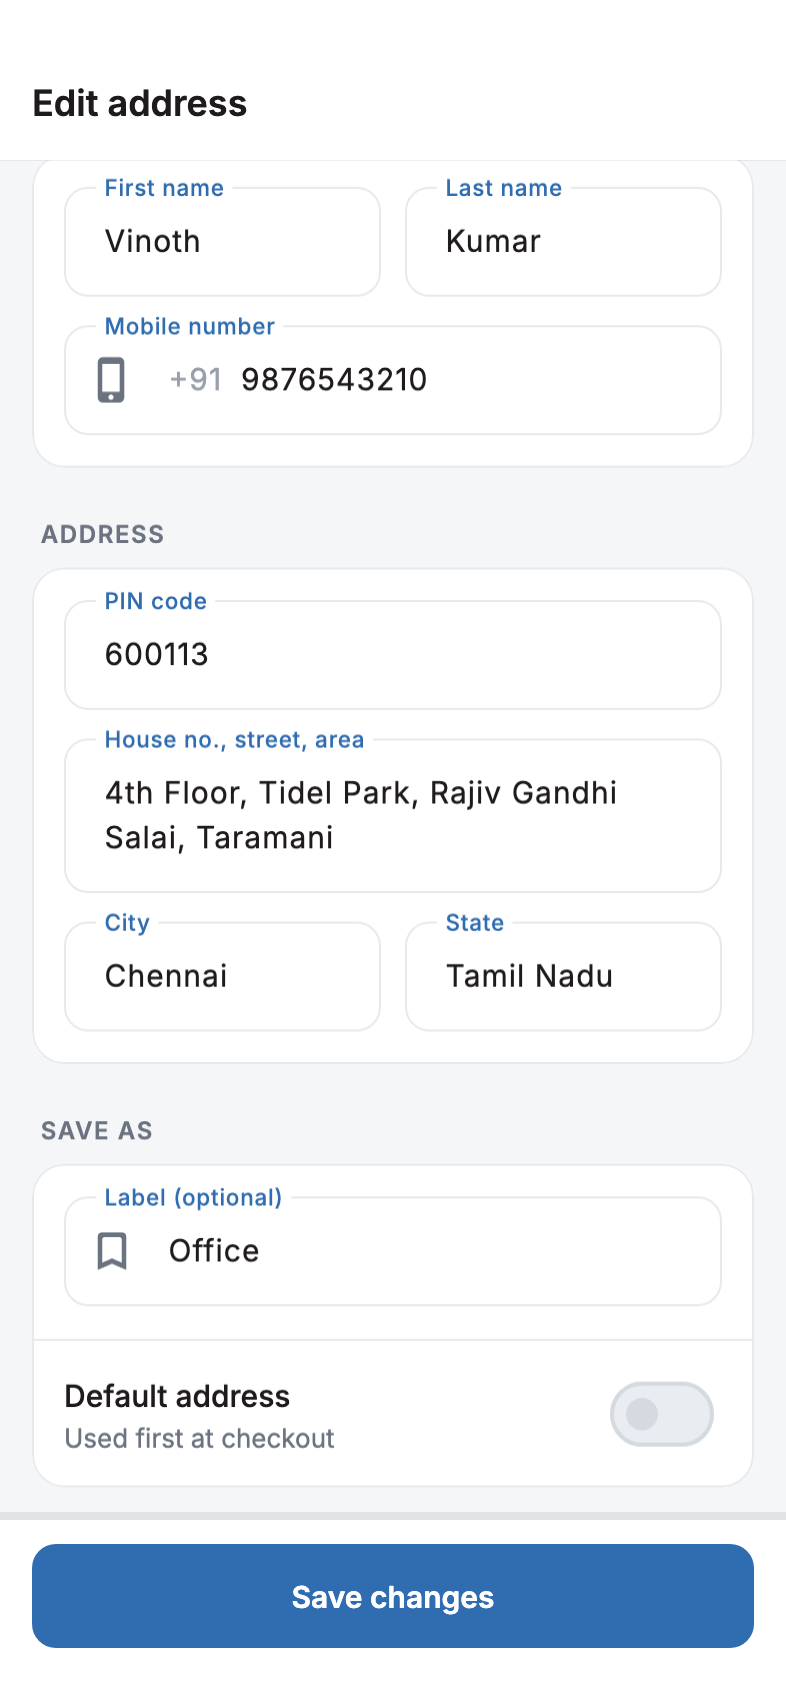 Edit address
First name
Last name
Vinoth
Kumar
Mobile number
+91 9876543210
ADDRESS
PIN code
600113
House no., street, area
4th Floor, Tidel Park, Rajiv Gandhi
Salai, Taramani
City
State
Chennai
Tamil Nadu
SAVE AS
Label (optional)
Office
Default address
Used first at checkout
Save changes